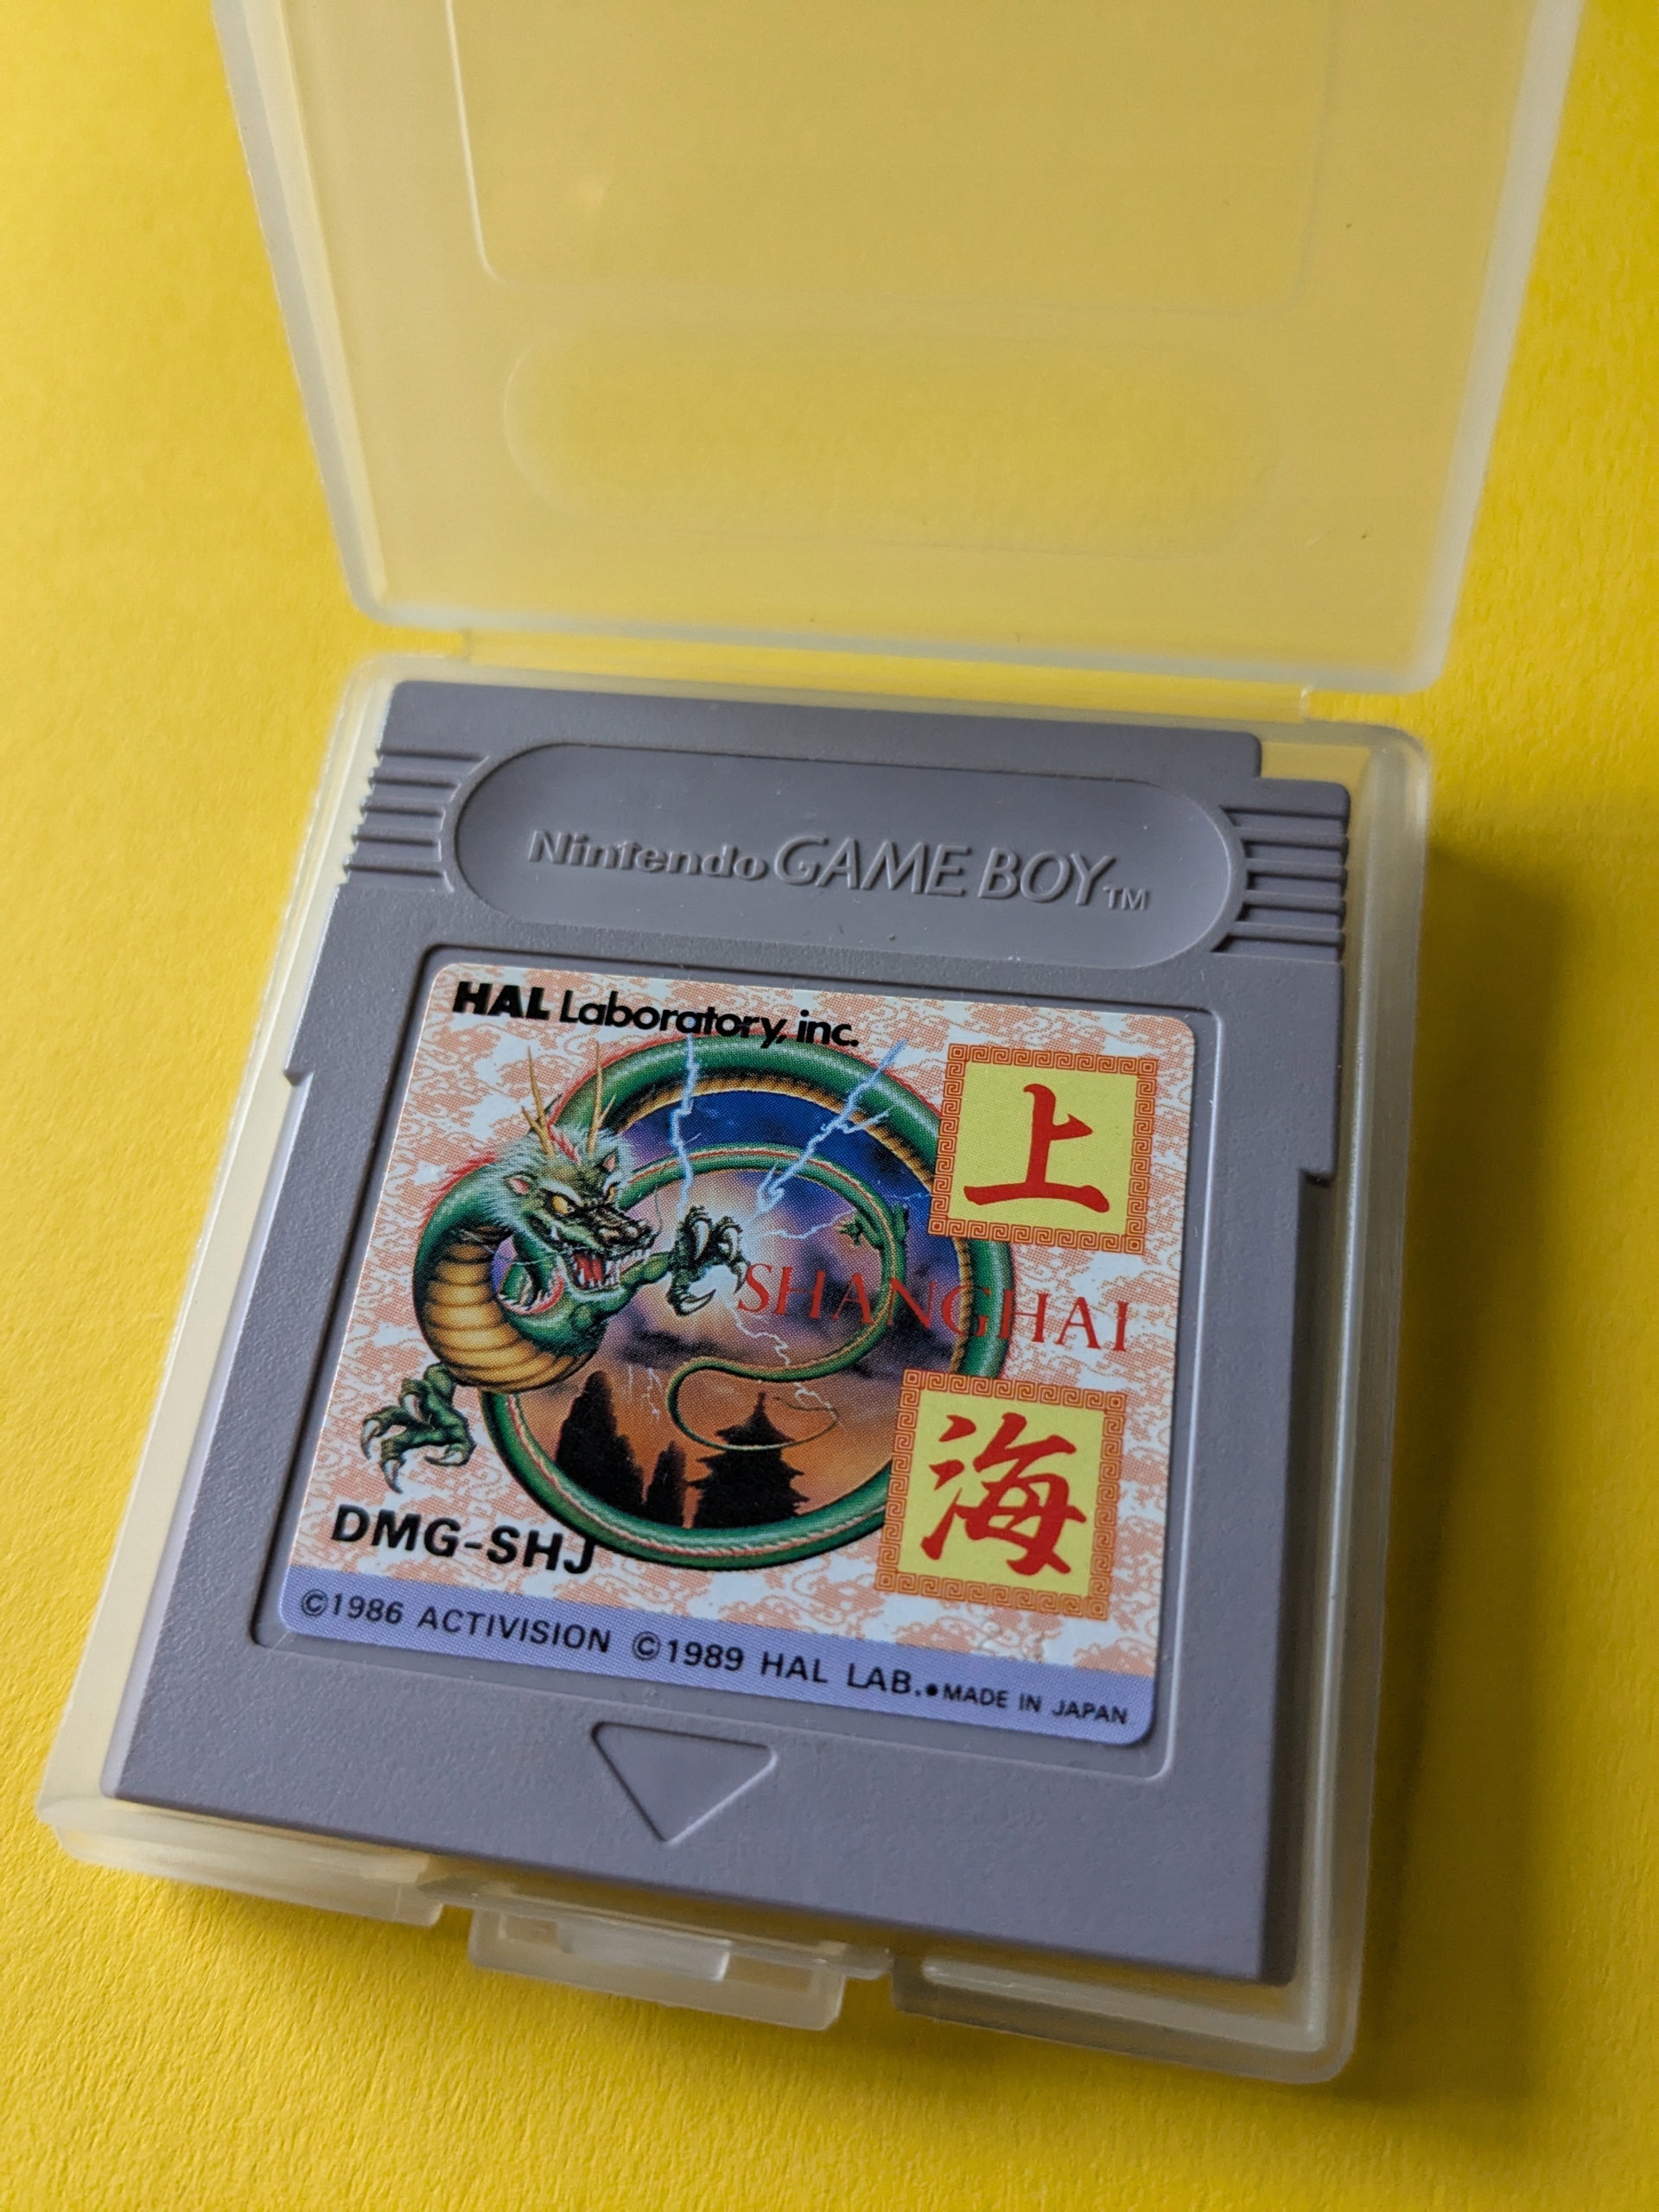 Nintendo GAME BOY TM
HAL Laboratory, inc.
上
SHANGHAI
海
DMG-SHJ
©1986 ACTIVISION ©1989 HAL LAB.●MADE IN JAPAN